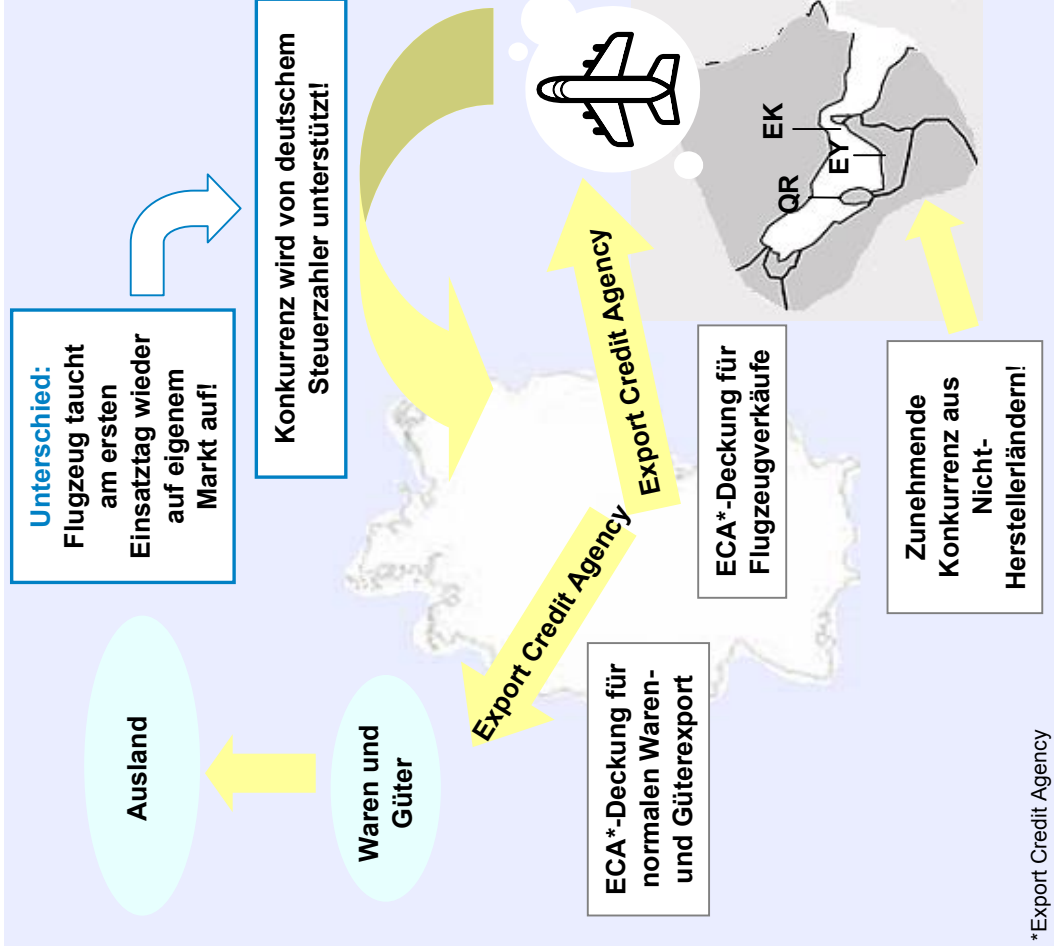 Ausland
Waren und
Güter
Unterschied:
Flugzeug taucht
am ersten
Einsatztag wieder
auf eigenem
Markt auf!
Konkurrenz wird von deutschem
Steuerzahler unterstützt!
Export Credit Agency
Export Credit Agency
ECA*-Deckung für
normalen Waren-
und Güterexport
ECA*-Deckung für
Flugzeugverkäufe
QR
EY
EK
Zunehmende
Konkurrenz aus
Nicht-
Herstellerländern!
*Export Credit Agency